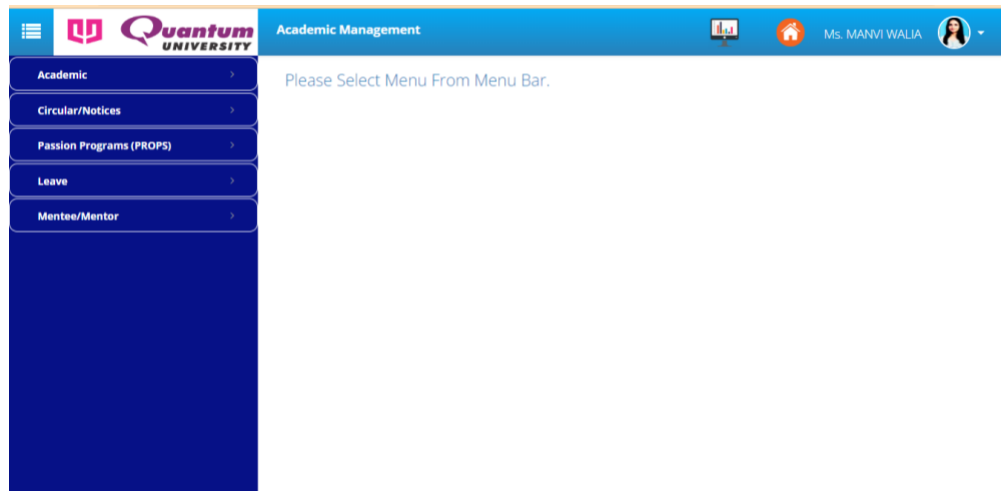 Quantum
UNIVERSITY
Academic Management
Ms. MANVI WALIA
Academic
Circular/Notices
Passion Programs (PROPS)
Leave
Mentee/Mentor
Please Select Menu From Menu Bar.